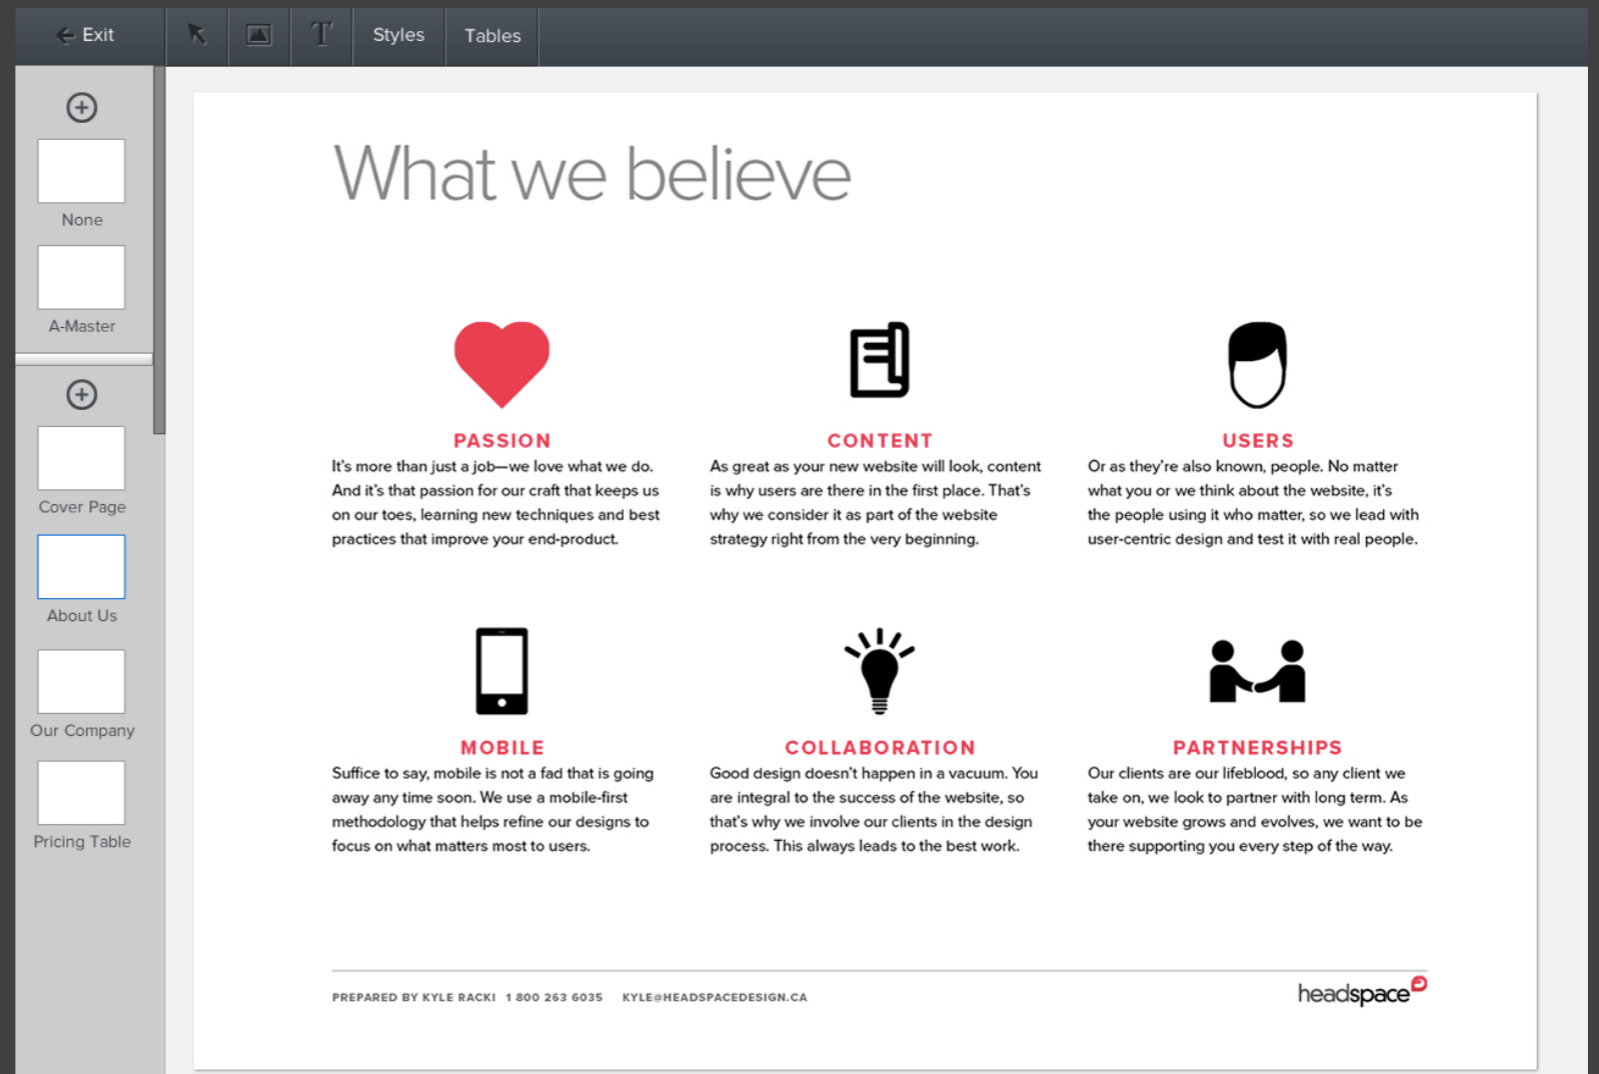 Exit
T
Styles
Tables
None
A-Master
Cover Page
About Us
Our Company
Pricing Table
What we believe
PASSION
It's more than just a job—we love what we do.
And it's that passion for our craft that keeps us
on our toes, learning new techniques and best
practices that improve your end-product.
CONTENT
As great as your new website will look, content
is why users are there in the first place. That's
why we consider it as part of the website
strategy right from the very beginning.
USERS
Or as they're also known, people. No matter
what you or we think about the website, it's
the people using it who matter, so we lead with
user-centric design and test it with real people.
MOBILE
Suffice to say, mobile is not a fad that is going
away any time soon. We use a mobile-first
methodology that helps refine our designs to
focus on what matters most to users.
COLLABORATION
Good design doesn't happen in a vacuum. You
are integral to the success of the website, so
that's why we involve our clients in the design
process. This always leads to the best work.
PARTNERSHIPS
Our clients are our lifeblood, so any client we
take on, we look to partner with long term. As
your website grows and evolves, we want to be
there supporting you every step of the way.
PREPARED BY KYLE RACKI 1 800 263 6035 KYLE@HEADSPACEDESIGN.CA
headspace